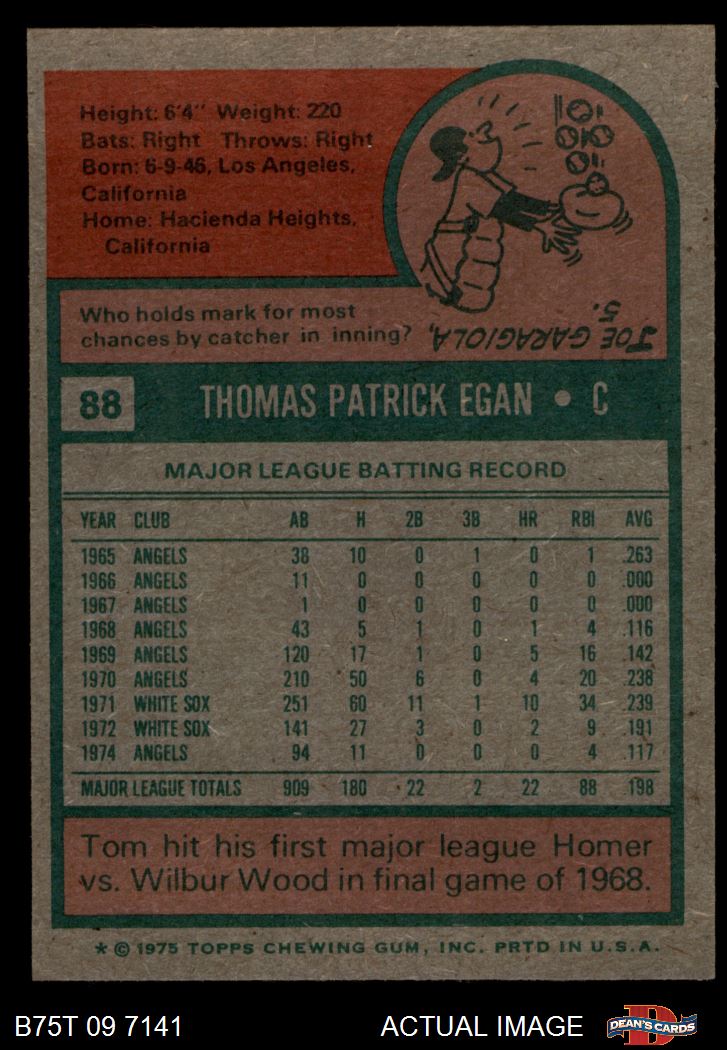 Height: 6'4" Weight: 220
Bats: Right Throws: Right
Born: 6-9-46, Los Angeles,
California
Home: Hacienda Heights,
California
Who holds mark for most
chances by catcher in inning?
JOE GARAGIOLA,
5.
88 THOMAS PATRICK EGAN • C
MAJOR LEAGUE BATTING RECORD
YEAR CLUB AB H 2B 3B HR RBI AVG
1965 ANGELS 38 10 0 1 0 1 .263
1966 ANGELS 11 0 0 0 0 0 .000
1967 ANGELS 1 0 0 0 0 0 .000
1968 ANGELS 43 5 1 0 1 4 .116
1969 ANGELS 120 17 1 0 5 16 .142
1970 ANGELS 210 50 6 0 4 20 .238
1971 WHITE SOX 251 60 11 1 10 34 .239
1972 WHITE SOX 141 27 3 0 2 9 .191
1974 ANGELS 94 11 0 0 0 4 .117
MAJOR LEAGUE TOTALS 909 180 22 2 22 88 .198
Tom hit his first major league Homer
vs. Wilbur Wood in final game of 1968.
* © 1975 TOPPS CHEWING GUM, INC. PRTD IN U.S.A.
B75T 09 7141 ACTUAL IMAGE D DEAN'S CARDS